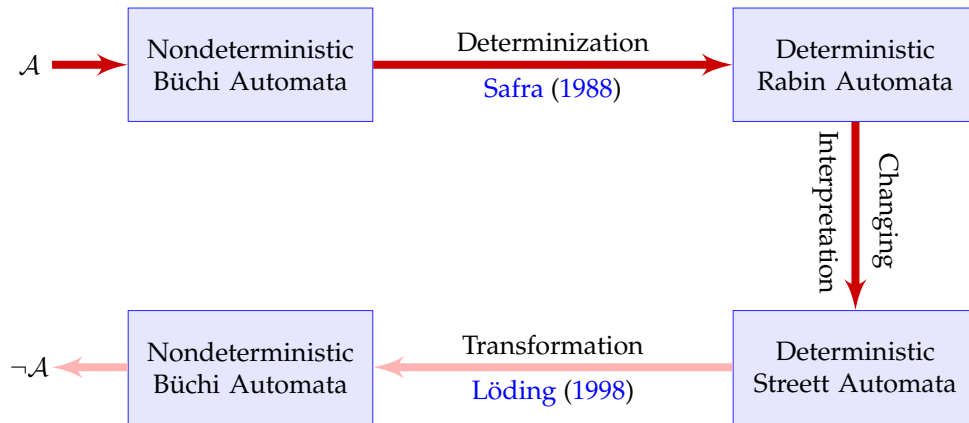 𝒜
Nondeterministic
Büchi Automata
Determinization
Safra (1988)
Deterministic
Rabin Automata
Changing
Interpretation
¬𝒜
Nondeterministic
Büchi Automata
Transformation
Löding (1998)
Deterministic
Streett Automata